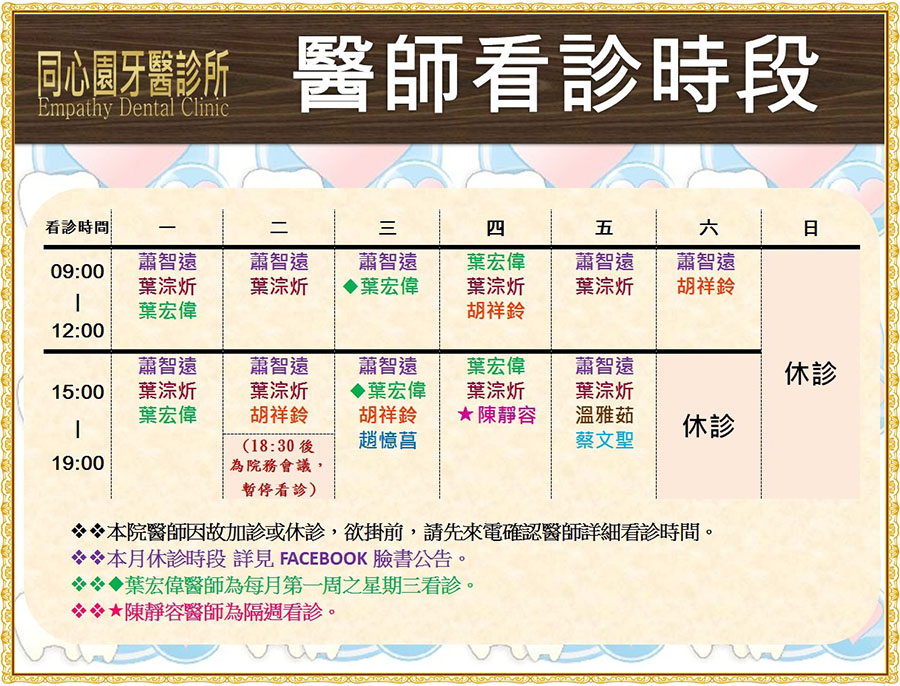 同心園牙醫診所
Empathy Dental Clinic
醫師看診時段
看診時間 一 二 三 四 五 六 日
09:00
|
12:00
蕭智遠
葉淙炘
葉宏偉
蕭智遠
葉淙炘
蕭智遠
◆葉宏偉
葉宏偉
葉淙炘
胡祥鈴
蕭智遠
葉淙炘
蕭智遠
胡祥鈴
休診
15:00
|
19:00
蕭智遠
葉淙炘
葉宏偉
蕭智遠
葉淙炘
胡祥鈴
(18:30後
為院務會議,
暫停看診)
蕭智遠
◆葉宏偉
胡祥鈴
趙憶菖
葉宏偉
葉淙炘
★陳靜容
蕭智遠
葉淙炘
溫雅茹
蔡文聖
休診
❖❖本院醫師因故加診或休診,欲掛前,請先來電確認醫師詳細看診時間。
❖❖本月休診時段 詳見 FACEBOOK 臉書公告。
❖❖◆葉宏偉醫師為每月第一周之星期三看診。
❖❖★陳靜容醫師為隔週看診。